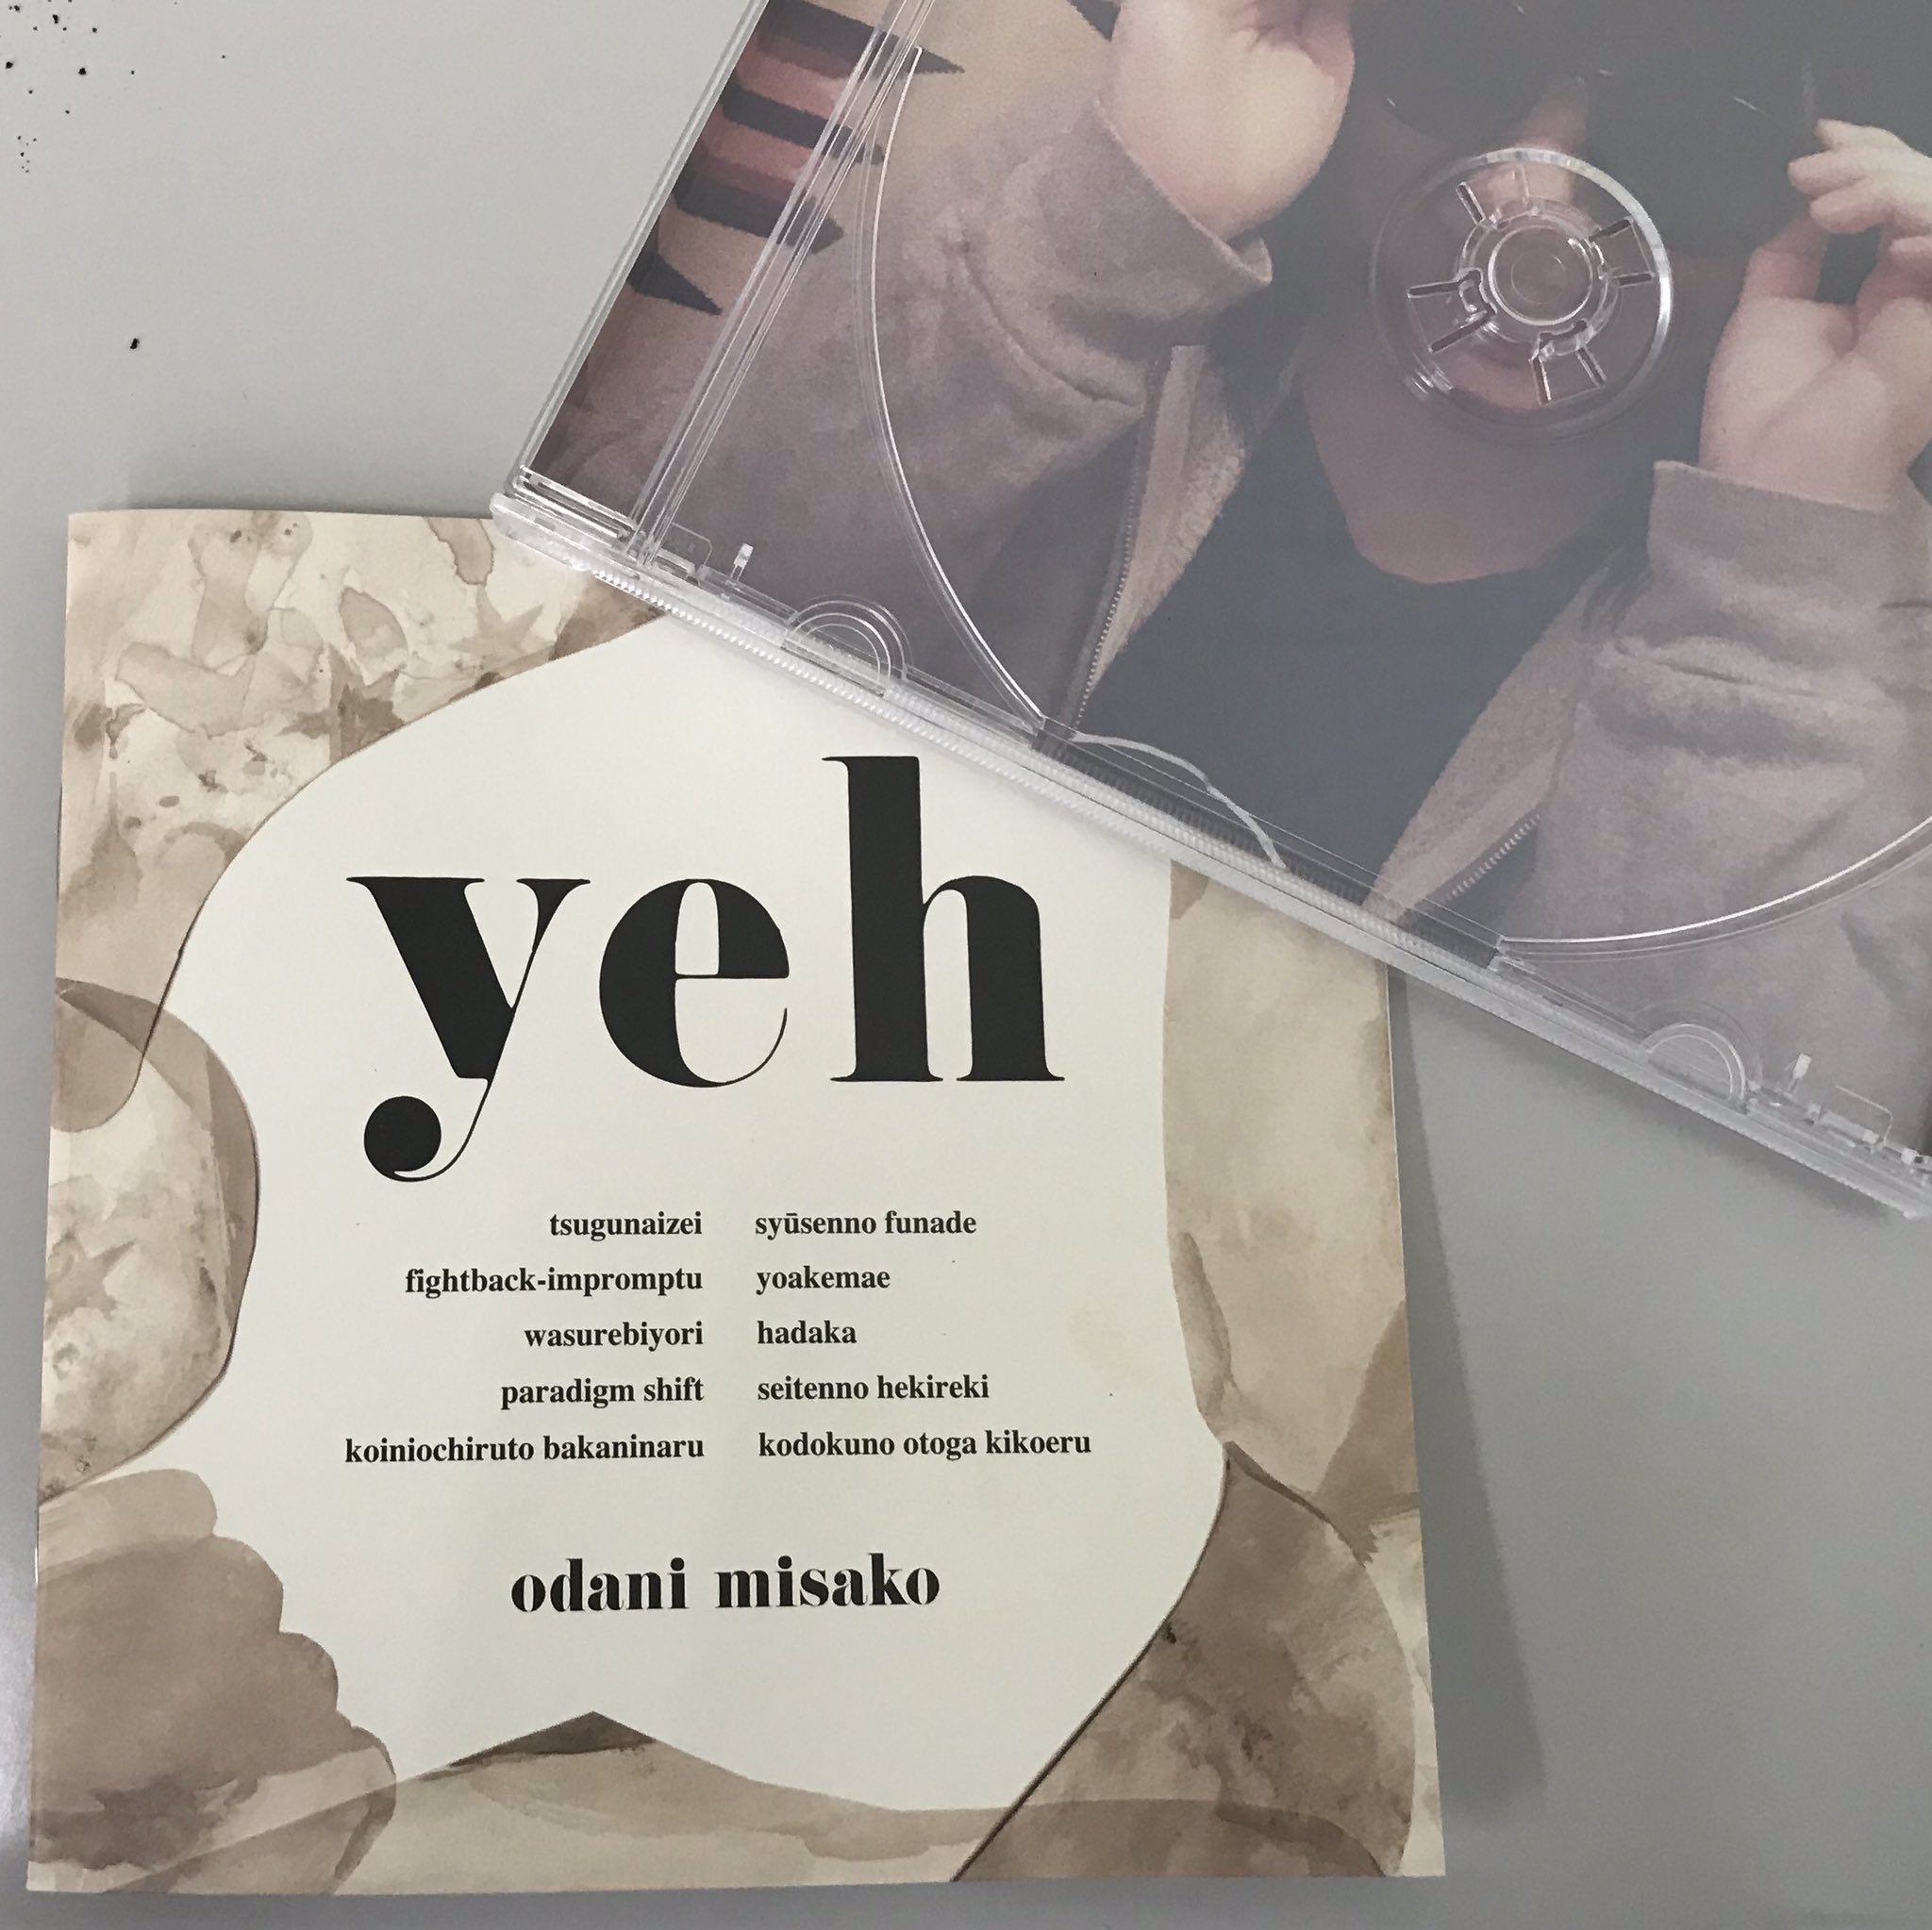 yeh
tsugunaizei
fightback-impromptu
wasurebiyori
paradigm shift
koiniochiruto bakaninaru
syūsenno funade
yoakemae
hadaka
seitenno hekireki
kodokuno otoga kikoeru
odani misako